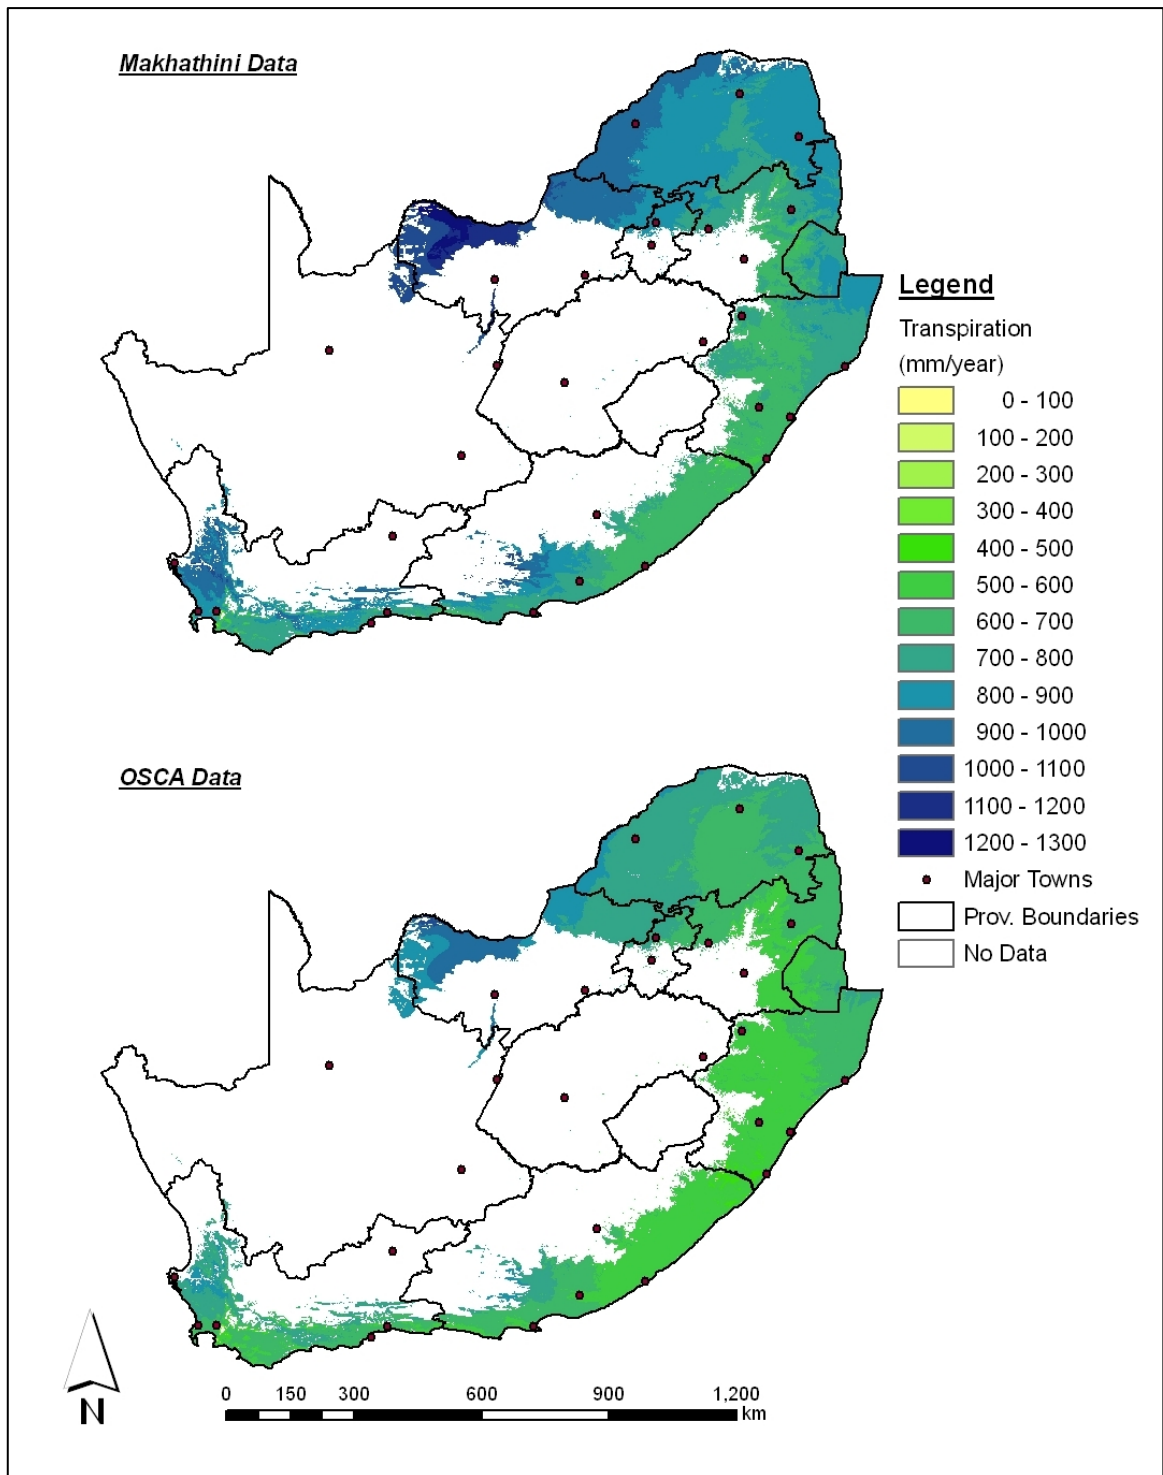 Makhathini Data
Legend
Transpiration
(mm/year)
0 - 100
100 - 200
200 - 300
300 - 400
400 - 500
500 - 600
600 - 700
700 - 800
800 - 900
900 - 1000
1000 - 1100
1100 - 1200
1200 - 1300
Major Towns
Prov. Boundaries
No Data
OSCA Data
N
0 150 300 600 900 1,200
km